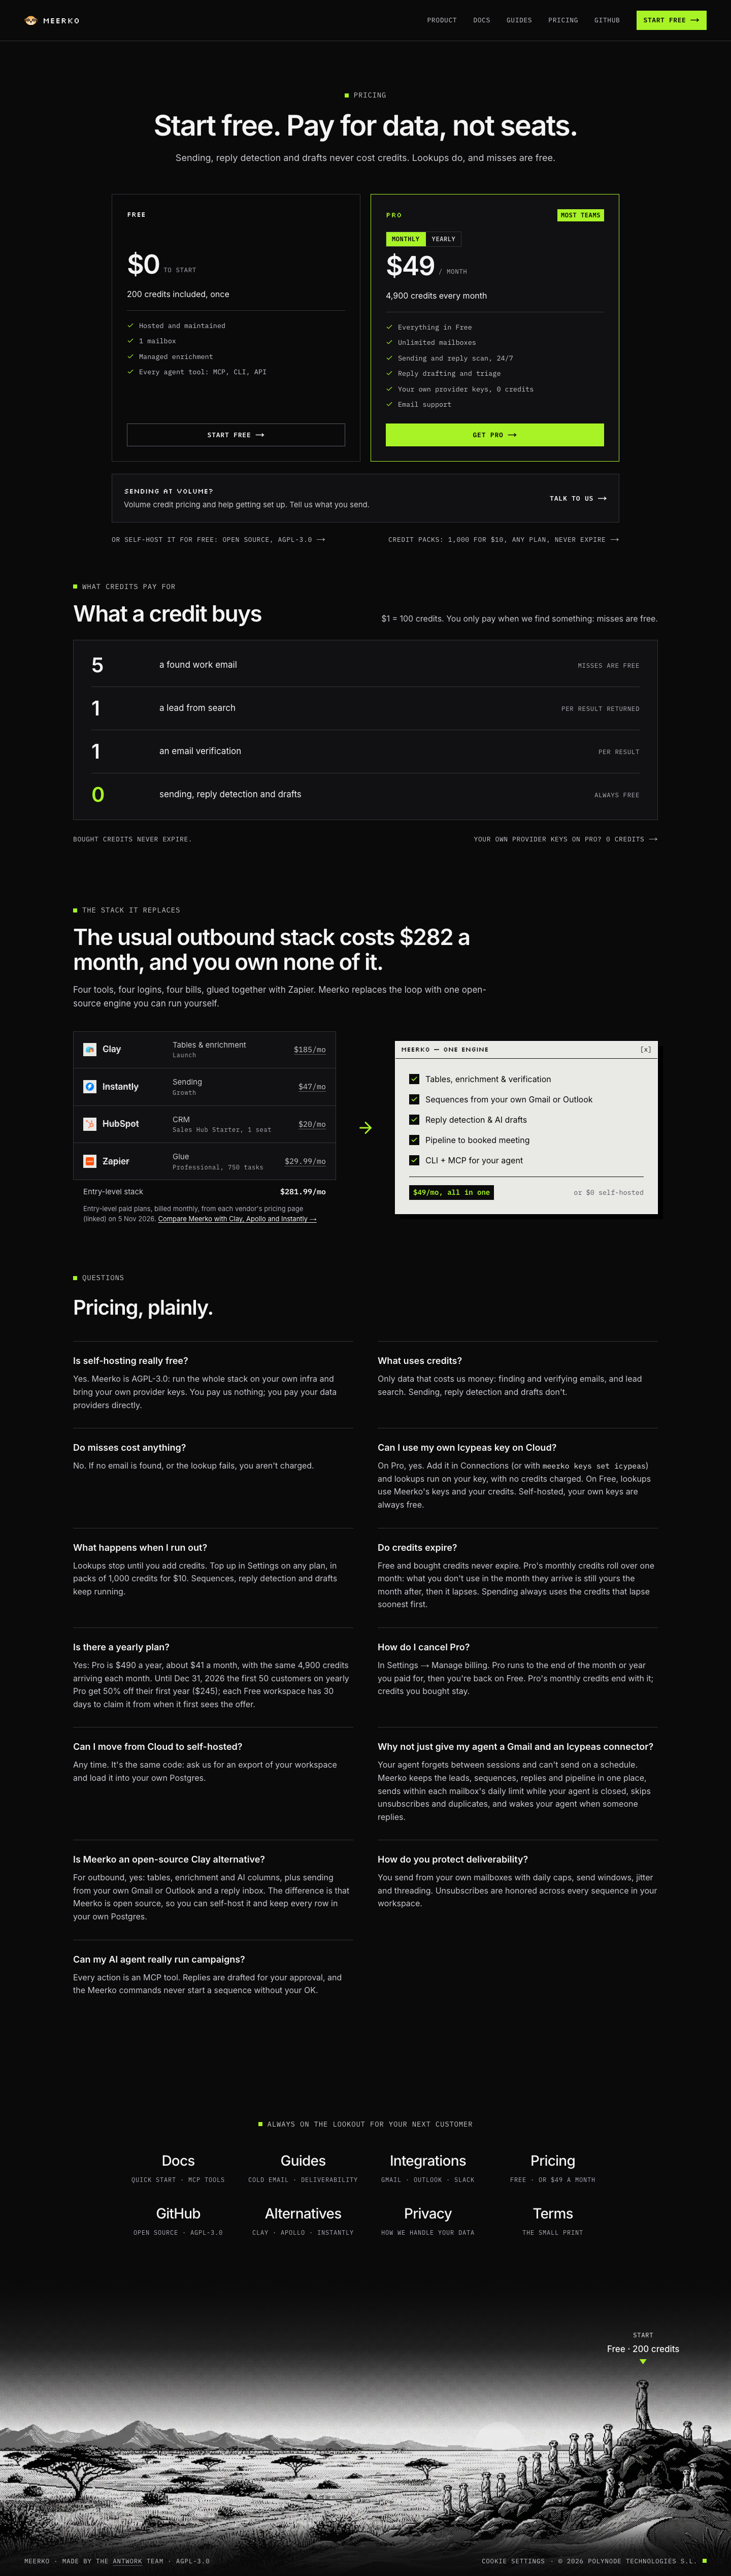 MEERKO
PRODUCT DOCS GUIDES PRICING GITHUB START FREE →
PRICING
Start free. Pay for data, not seats.
Sending, reply detection and drafts never cost credits. Lookups do, and misses are free.
FREE
$0 TO START
200 credits included, once
Hosted and maintained
1 mailbox
Managed enrichment
Every agent tool: MCP, CLI, API
START FREE →
PRO
MOST TEAMS
MONTHLY YEARLY
$49 / MONTH
4,900 credits every month
Everything in Free
Unlimited mailboxes
Sending and reply scan, 24/7
Reply drafting and triage
Your own provider keys, 0 credits
Email support
GET PRO →
SENDING AT VOLUME?
Volume credit pricing and help getting set up. Tell us what you send.
TALK TO US →
OR SELF-HOST IT FOR FREE: OPEN SOURCE, AGPL-3.0 →
CREDIT PACKS: 1,000 FOR $10, ANY PLAN, NEVER EXPIRE →
WHAT CREDITS PAY FOR
What a credit buys
$1 = 100 credits. You only pay when we find something: misses are free.
5 a found work email MISSES ARE FREE
1 a lead from search PER RESULT RETURNED
1 an email verification PER RESULT
0 sending, reply detection and drafts ALWAYS FREE
BOUGHT CREDITS NEVER EXPIRE.
YOUR OWN PROVIDER KEYS ON PRO? 0 CREDITS →
THE STACK IT REPLACES
The usual outbound stack costs $282 a
month, and you own none of it.
Four tools, four logins, four bills, glued together with Zapier. Meerko replaces the loop with one open-
source engine you can run yourself.
Clay Tables & enrichment $185/mo
Launch
Instantly Sending $47/mo
Growth
HubSpot CRM $20/mo
Sales Hub Starter, 1 seat
Zapier Glue $29.99/mo
Professional, 750 tasks
Entry-level stack $281.99/mo
Entry-level paid plans, billed monthly, from each vendor's pricing page
(linked) on 5 Nov 2026. Compare Meerko with Clay, Apollo and Instantly →
→
MEERKO — ONE ENGINE [x]
Tables, enrichment & verification
Sequences from your own Gmail or Outlook
Reply detection & AI drafts
Pipeline to booked meeting
CLI + MCP for your agent
$49/mo, all in one or $0 self-hosted
QUESTIONS
Pricing, plainly.
Is self-hosting really free?
Yes. Meerko is AGPL-3.0: run the whole stack on your own infra and
bring your own provider keys. You pay us nothing; you pay your data
providers directly.
What uses credits?
Only data that costs us money: finding and verifying emails, and lead
search. Sending, reply detection and drafts don't.
Do misses cost anything?
No. If no email is found, or the lookup fails, you aren't charged.
Can I use my own Icypeas key on Cloud?
On Pro, yes. Add it in Connections (or with meerko keys set icypeas)
and lookups run on your key, with no credits charged. On Free, lookups
use Meerko's keys and your credits. Self-hosted, your own keys are
always free.
What happens when I run out?
Lookups stop until you add credits. Top up in Settings on any plan, in
packs of 1,000 credits for $10. Sequences, reply detection and drafts
keep running.
Do credits expire?
Free and bought credits never expire. Pro's monthly credits roll over one
month: what you don't use in the month they arrive is still yours the
month after, then it lapses. Spending always uses the credits that lapse
soonest first.
Is there a yearly plan?
Yes: Pro is $490 a year, about $41 a month, with the same 4,900 credits
arriving each month. Until Dec 31, 2026 the first 50 customers on yearly
Pro get 50% off their first year ($245); each Free workspace has 30
days to claim it from when it first sees the offer.
How do I cancel Pro?
In Settings → Manage billing. Pro runs to the end of the month or year
you paid for, then you're back on Free. Pro's monthly credits end with it;
credits you bought stay.
Can I move from Cloud to self-hosted?
Any time. It's the same code: ask us for an export of your workspace
and load it into your own Postgres.
Why not just give my agent a Gmail and an Icypeas connector?
Your agent forgets between sessions and can't send on a schedule.
Meerko keeps the leads, sequences, replies and pipeline in one place,
sends within each mailbox's daily limit while your agent is closed, skips
unsubscribes and duplicates, and wakes your agent when someone
replies.
Is Meerko an open-source Clay alternative?
For outbound, yes: tables, enrichment and AI columns, plus sending
from your own Gmail or Outlook and a reply inbox. The difference is that
Meerko is open source, so you can self-host it and keep every row in
your own Postgres.
How do you protect deliverability?
You send from your own mailboxes with daily caps, send windows, jitter
and threading. Unsubscribes are honored across every sequence in your
workspace.
Can my AI agent really run campaigns?
Every action is an MCP tool. Replies are drafted for your approval, and
the Meerko commands never start a sequence without your OK.
ALWAYS ON THE LOOKOUT FOR YOUR NEXT CUSTOMER
Docs Guides Integrations Pricing
QUICK START · MCP TOOLS COLD EMAIL · DELIVERABILITY GMAIL · OUTLOOK · SLACK FREE · OR $49 A MONTH
GitHub Alternatives Privacy Terms
OPEN SOURCE · AGPL-3.0 CLAY · APOLLO · INSTANTLY HOW WE HANDLE YOUR DATA THE SMALL PRINT
START
Free · 200 credits
MEERKO · MADE BY THE ANTWORK TEAM · AGPL-3.0
COOKIE SETTINGS · © 2026 POLYNODE TECHNOLOGIES S.L.